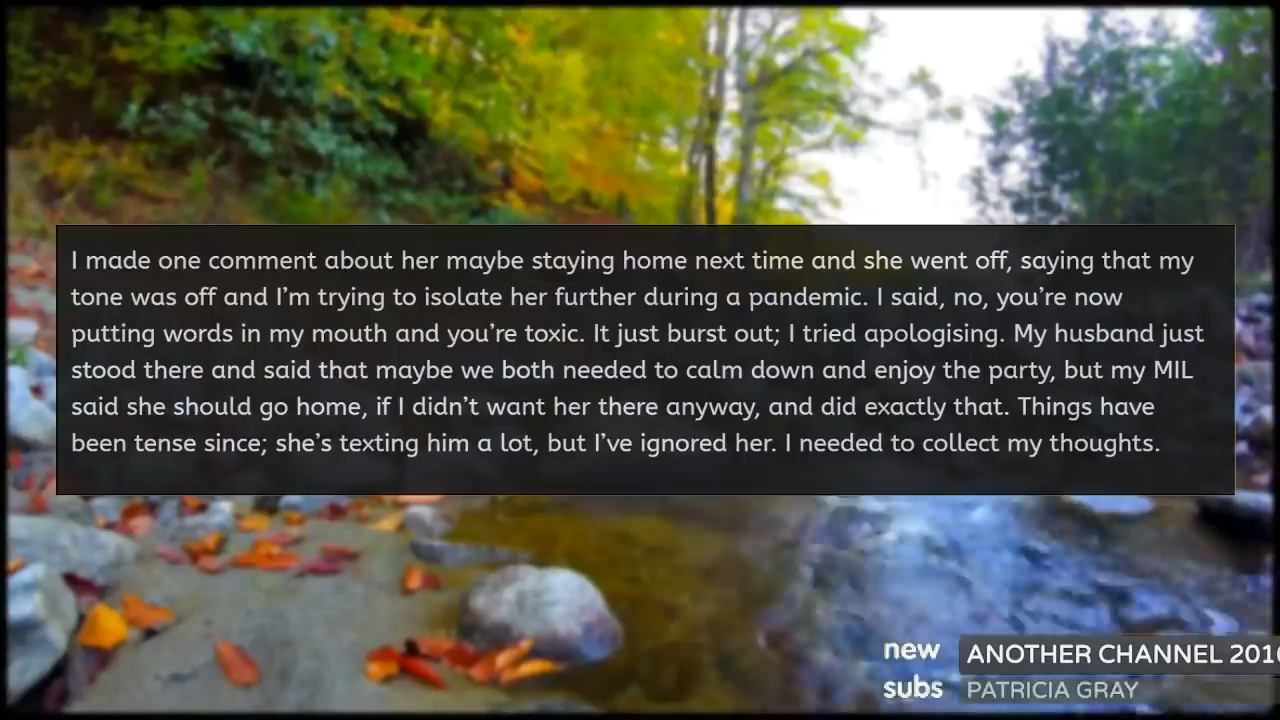 I made one comment about her maybe staying home next time and she went off, saying that my
tone was off and I’m trying to isolate her further during a pandemic. I said, no, you’re now
putting words in my mouth and you’re toxic. It just burst out; I tried apologising. My husband just
stood there and said that maybe we both needed to calm down and enjoy the party, but my MIL
said she should go home, if I didn’t want her there anyway, and did exactly that. Things have
been tense since; she’s texting him a lot, but I’ve ignored her. I needed to collect my thoughts.
new
ANOTHER CHANNEL
subs
PATRICIA GRAY